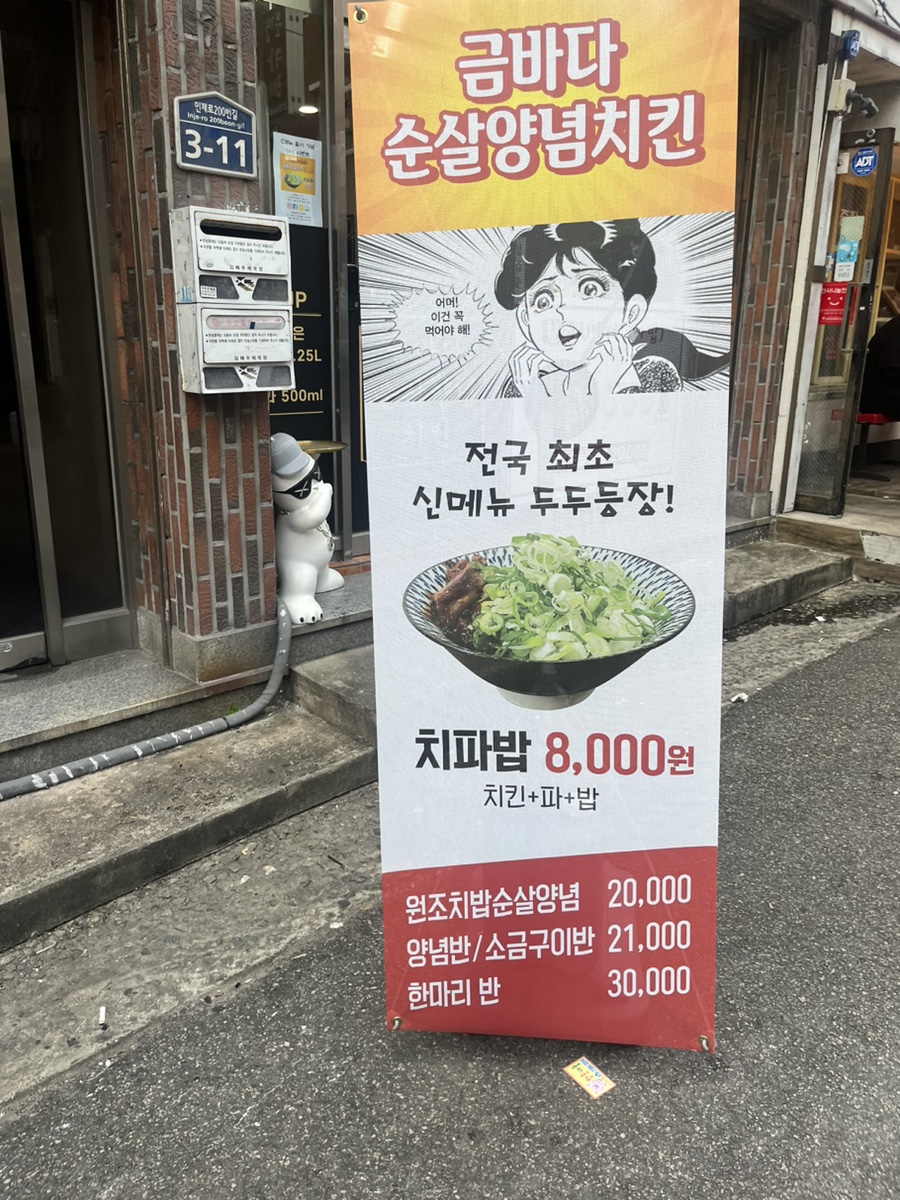 금바다
순살양념치킨
인제로200번길
Inje-ro 200beon-gil
3-11
어머!
이건 꼭
먹어야 해!
ADT
P
은
.25L
500ml
전국 최초
신메뉴 두두등장!
치파밥 8,000원
치킨+파+밥
원조치밥순살양념 20,000
양념반/소금구이반 21,000
한마리 반 30,000